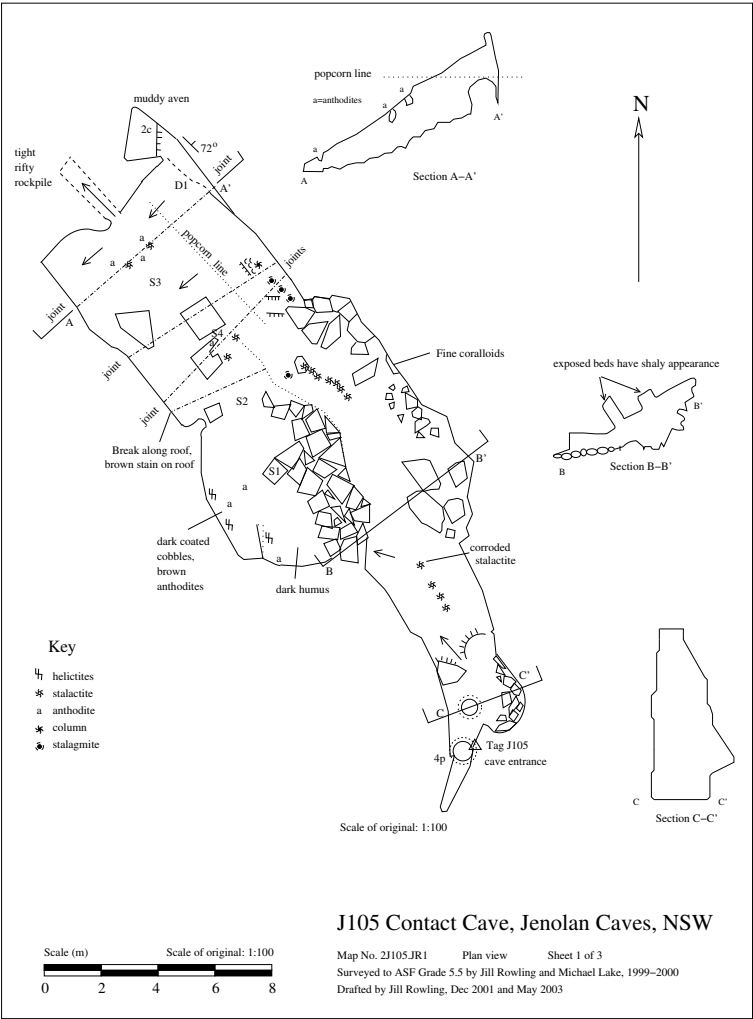 muddy aven
2c
72°
joint
tight
rifty
rockpile
D1
A'
popcorn line
a=anthodites
a
a
a
A
A'
Section A–A'
N
a
a
a
popcorn line
joints
S3
joint
A
S4
a
joint
joint
S2
Fine coralloids
exposed beds have shaly appearance
B'
B
Section B–B'
Break along roof,
brown stain on roof
S1
a
a
B'
dark coated
cobbles,
brown
anthodites
a
B
dark humus
corroded
stalactite
Key
helictites
stalactite
a anthodite
column
stalagmite
C'
C
4p
Tag J105
cave entrance
C
C'
Section C–C'
Scale of original: 1:100
J105 Contact Cave, Jenolan Caves, NSW
Scale (m) Scale of original: 1:100
0 2 4 6 8
Map No. 2J105.JR1 Plan view Sheet 1 of 3
Surveyed to ASF Grade 5.5 by Jill Rowling and Michael Lake, 1999–2000
Drafted by Jill Rowling, Dec 2001 and May 2003